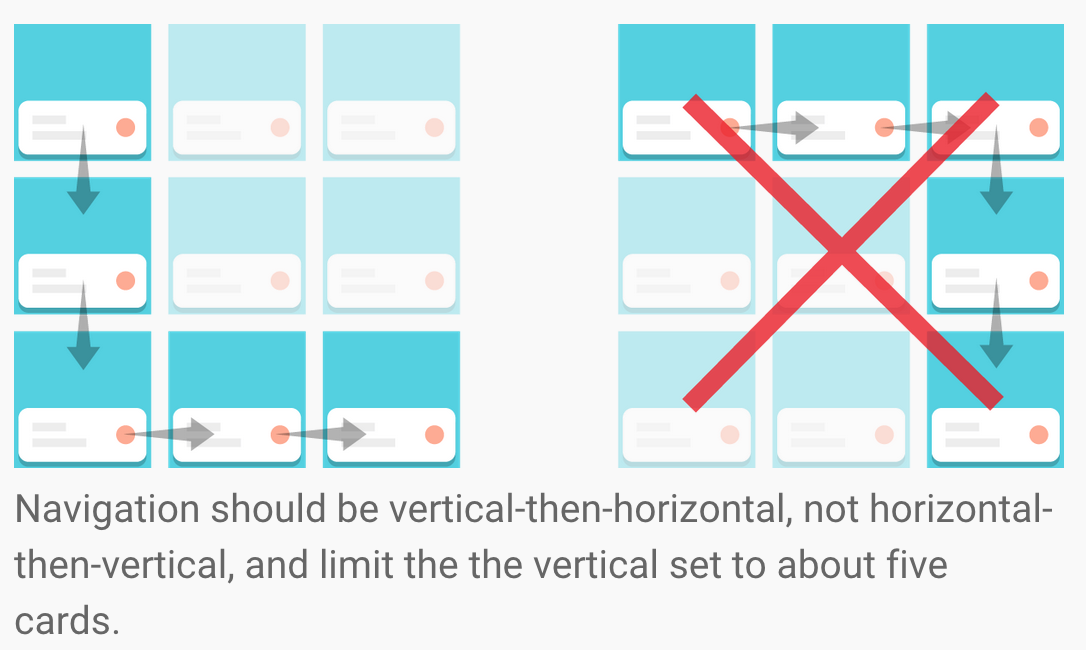 Navigation should be vertical-then-horizontal, not horizontal-
then-vertical, and limit the the vertical set to about five
cards.